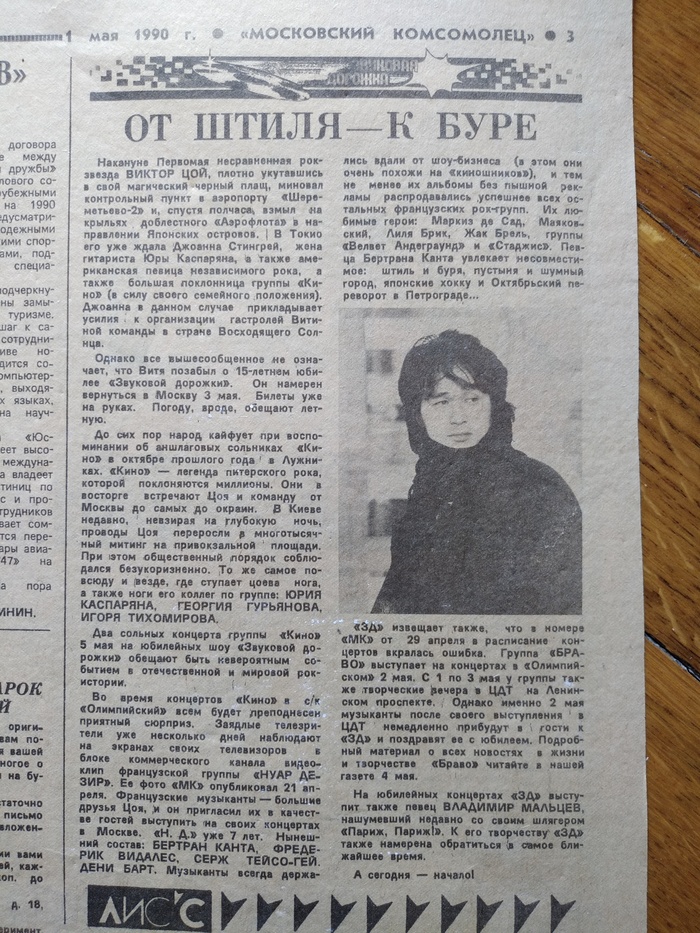 1 мая 1990 г. ● «МОСКОВСКИЙ КОМСОМОЛЕЦ» ● 3
ЗВУКОВАЯ
ДОРОЖКА
ОТ ШТИЛЯ — К БУРЕ
Накануне Первомая несравненная рок-
звезда ВИКТОР ЦОЙ, плотно укутавшись
в свой магический черный плащ, миновал
контрольный пункт в аэропорту «Шере-
метьево-2» и, спустя полчаса, взмыл на
крыльях доблестного «Аэрофлота» в на-
правлении Японских островов. В Токио
его уже ждала Джоанна Стингрей, жена
гитариста Юры Каспаряна, а также аме-
риканская певица независимого рока, а
также большая поклонница группы «Ки-
но» (в силу своего семейного положения).
Джоанна в данном случае прикладывает
усилия к организации гастролей Вити-
ной команды в стране Восходящего Солн-
ца.
Однако все вышесообщенное не озна-
чает, что Витя позабыл о 15-летнем юби-
лее «Звуковой дорожки». Он намерен
вернуться в Москву 3 мая. Билеты уже
на руках. Погоду, вроде, обещают лет-
ную.
До сих пор народ кайфует при воспо-
минании об аншлаговых сольниках «Ки-
но» в октябре прошлого года в Лужни-
ках. «Кино» — легенда питерского рока,
которой поклоняются миллионы. Они в
восторге встречают Цоя и команду от
Москвы до самых до окраин. В Киеве
недавно, невзирая на глубокую ночь,
проводы Цоя переросли в многотысяч-
ный митинг на привокзальной площади.
При этом общественный порядок соблю-
дался безукоризненно. То же самое по-
всюду и везде, где ступает цоева нога,
а также ноги его коллег по группе: ЮРИЯ
КАСПАРЯНА, ГЕОРГИЯ ГУРЬЯНОВА,
ИГОРЯ ТИХОМИРОВА.
Два сольных концерта группы «Кино»
5 мая на юбилейных шоу «Звуковой до-
рожки» обещают быть невероятным со-
бытием в отечественной и мировой рок-
истории.
Во время концертов «Кино» в с/к
«Олимпийский» всем будет преподнесен
приятный сюрприз. Заядлые телезри-
тели уже несколько дней наблюдают
на экранах своих телевизоров в
блоке коммерческого канала видео-
клип французской группы «НУАР ДЕ-
ЗИР». Ее фото «МК» опубликовал 21 ап-
реля. Французские музыканты — большие
друзья Цоя, и он пригласил их в качест-
ве гостей выступить на своих концертах
в Москве. «Н. Д.» уже 7 лет. Нынеш-
ний состав: БЕРТРАН КАНТА, ФРЕДЕ-
РИК ВИДАЛЕС, СЕРЖ ТЕЙСО-ГЕЙ,
ДЕНИ БАРТ. Музыканты всегда держа-
лись вдали от шоу-бизнеса (в этом они
очень похожи на «киношников»), и тем
не менее их альбомы без пышной рек-
ламы распродавались успешнее всех ос-
тальных французских рок-групп. Их лю-
бимые герои: Маркиз де Сад, Маяков-
ский, Лиля Брик, Жак Брель, группы
«Велвет Андеграунд» и «Стаджис». Пев-
ца Бертрана Канта увлекает несовмести-
мое: штиль и буря, пустыня и шумный
город, японские хокку и Октябрьский пе-
реворот в Петрограде...
«ЗД» извещает также, что в номере
«МК» от 29 апреля в расписание кон-
цертов вкралась ошибка. Группа «БРА-
ВО» выступает на концертах в «Олимпий-
ском» 2 мая. С 1 по 3 мая у группы так-
же творческие вечера в ЦДТ на Ленин-
ском проспекте. Однако именно 2 мая
музыканты после своего выступления в
ЦДТ немедленно прибудут в гости к
«ЗД» и поздравят ее с юбилеем. Подроб-
ный материал о всех новостях в жизни
и творчестве «Браво» читайте в нашей
газете 4 мая.
На юбилейных концертах «ЗД» высту-
пит также певец ВЛАДИМИР МАЛЬЦЕВ,
нашумевший недавно со своим шлягером
«Париж, Париж!». К его творчеству «ЗД»
также намерена обратиться в самое бли-
жайшее время.
А сегодня — начало!
ЛИС'С